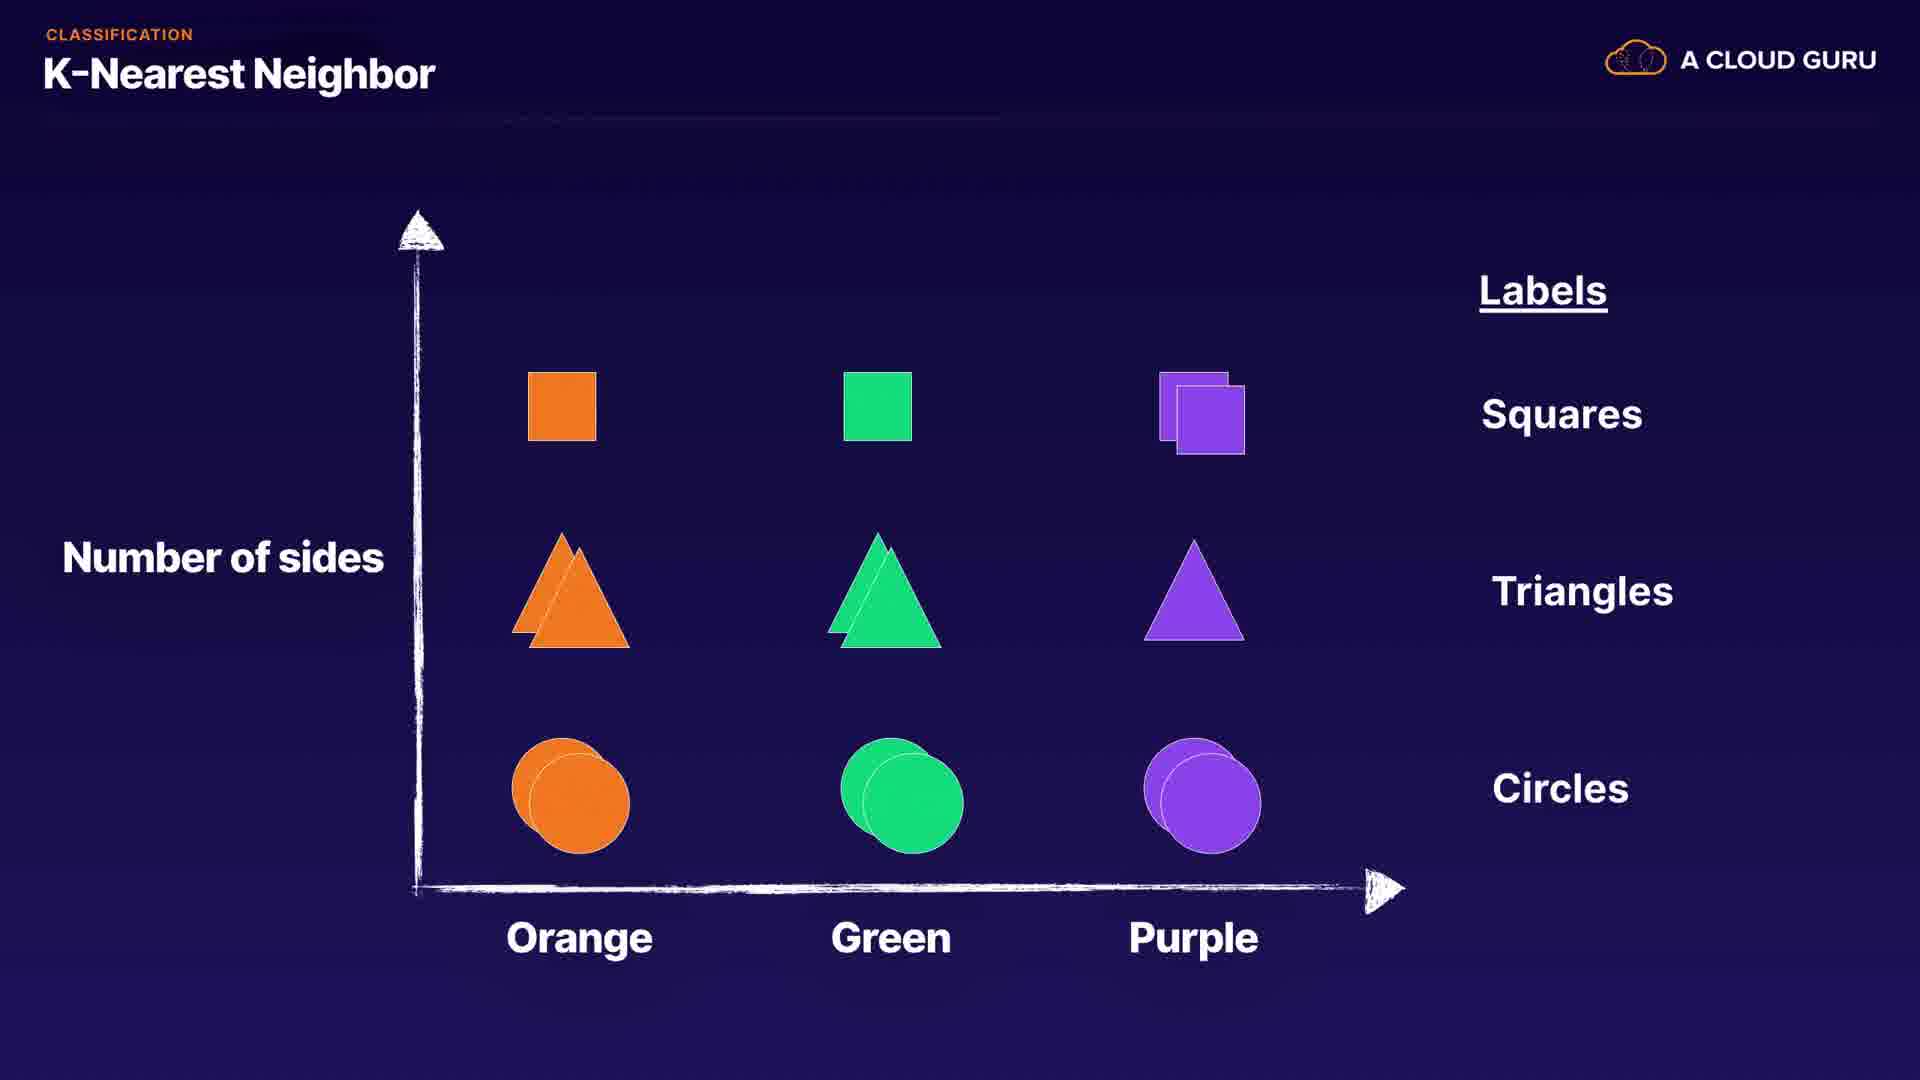 CLASSIFICATION
K-Nearest Neighbor
A CLOUD GURU
Labels
Squares
Number of sides
Triangles
Circles
Orange
Green
Purple